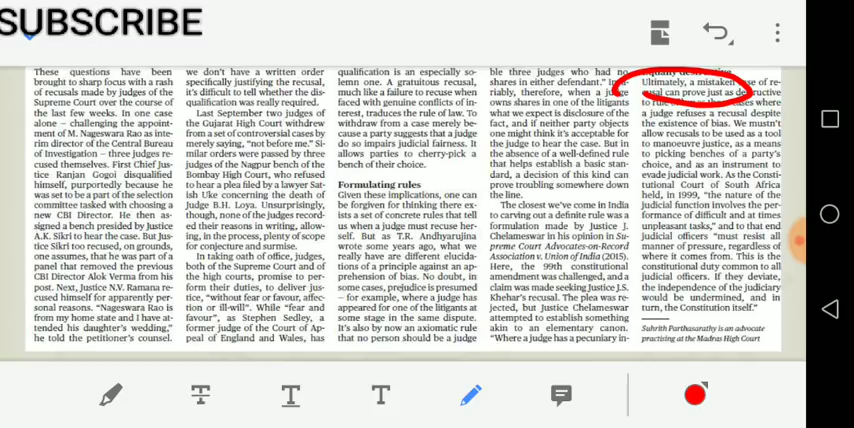 SUBSCRIBE
These questions have been
brought to sharp focus with a rash
of recusals made by judges of the
Supreme Court over the course of
the last few weeks. In one case
alone – challenging the appoint-
ment of M. Nageswara Rao as inte-
rim director of the Central Bureau
of Investigation – three judges re-
cused themselves. First Chief Jus-
tice Ranjan Gogoi disqualified
himself, purportedly because he
was set to be a part of the selection
committee tasked with choosing a
new CBI Director. He then as-
signed a bench presided by Justice
A.K. Sikri to hear the case. But Jus-
tice Sikri too recused, on grounds,
one assumes, that he was part of a
panel that removed the previous
CBI Director Alok Verma from his
post. Next, Justice N.V. Ramana re-
cused himself for apparently per-
sonal reasons. "Nageswara Rao is
from my home state and I have at-
tended his daughter's wedding,"
he told the petitioner's counsel.
we don't have a written order
specifically justifying the recusal,
it's difficult to tell whether the dis-
qualification was really required.
Last September two judges of
the Gujarat High Court withdrew
from a set of controversial cases by
merely saying, "not before me." Si-
milar orders were passed by three
judges of the Nagpur bench of the
Bombay High Court, who refused
to hear a plea filed by a lawyer Sat-
ish Uke concerning the death of
Judge B.H. Loya. Unsurprisingly,
though, none of the judges record-
ed their reasons in writing, allow-
ing, in the process, plenty of scope
for conjecture and surmise.
In taking oath of office, judges,
both of the Supreme Court and of
the high courts, promise to per-
form their duties, to deliver jus-
tice, "without fear or favour, affec-
tion or ill-will". While "fear and
favour", as Stephen Sedley, a
former judge of the Court of Ap-
peal of England and Wales, has
qualification is an especially so-
lemn one. A gratuitous recusal,
much like a failure to recuse when
faced with genuine conflicts of in-
terest, traduces the rule of law. To
withdraw from a case merely be-
cause a party suggests that a judge
do so impairs judicial fairness. It
allows parties to cherry-pick a
bench of their choice.
Formulating rules
Given these implications, one can
be forgiven for thinking there ex-
ists a set of concrete rules that tell
us when a judge must recuse her-
self. But as T.R. Andhyarujina
wrote some years ago, what we
really have are different elucida-
tions of a principle against an ap-
prehension of bias. No doubt, in
some cases, prejudice is presumed
– for example, where a judge has
appeared for one of the litigants at
some stage in the same dispute.
It's also by now an axiomatic rule
that no person should be a judge
ble three judges who had no
shares in either defendant."
riably, therefore, when a judge
owns shares in one of the litigants
what we expect is disclosure of the
fact, and if neither party objects
one might think it's acceptable for
the judge to hear the case. But in
the absence of a well-defined rule
that helps establish a basic stan-
dard, a decision of this kind can
prove troubling somewhere down
the line.
The closest we've come in India
to carving out a definite rule was a
formulation made by Justice J.
Chelameswar in his opinion in Su-
preme Court Advocates-on-Record
Association v. Union of India (2015).
Here, the 99th constitutional
amendment was challenged, and a
claim was made seeking Justice J.S.
Khehar's recusal. The plea was re-
jected, but Justice Chelameswar
attempted to establish something
akin to an elementary canon.
"Where a judge has a pecuniary in-
Ultimately, a mistaken case of re-
cusal can prove just as destructive
to rule cases where
a judge refuses a recusal despite
the existence of bias. We mustn't
allow recusals to be used as a tool
to manoeuvre justice, as a means
to picking benches of a party's
choice, and as an instrument to
evade judicial work. As the Consti-
tutional Court of South Africa
held, in 1999, "the nature of the
judicial function involves the per-
formance of difficult and at times
unpleasant tasks," and to that end
judicial officers "must resist all
manner of pressure, regardless of
where it comes from. This is the
constitutional duty common to all
judicial officers. If they deviate,
the independence of the judiciary
would be undermined, and in
turn, the Constitution itself."
Suhrith Parthasarathy is an advocate
practising at the Madras High Court
T
T
T